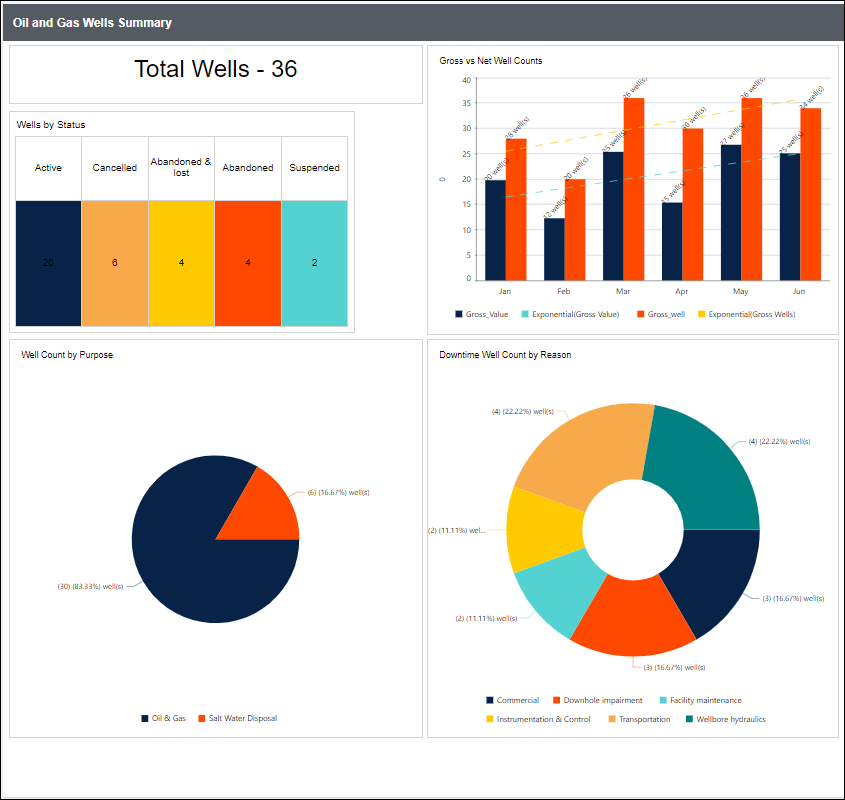 Oil and Gas Wells Summary
Total Wells - 36
Wells by Status
Active Cancelled Abandoned & lost Abandoned Suspended
20 6 4 4 2
Gross vs Net Well Counts
40
35
30
25
20
15
10
5
0
20 well(s) 28 well(s) 12 well(s) 20 well(s) 25 well(s) 36 well(s) 15 well(s) 30 well(s) 27 well(s) 36 well(s) 25 well(s) 34 well(s)
Jan Feb Mar Apr May Jun
Gross_Value Exponential(Gross Value) Gross_well Exponential(Gross Wells)
Well Count by Purpose
(6) (16.67%) well(s)
(30) (83.33%) well(s)
Oil & Gas Salt Water Disposal
Downtime Well Count by Reason
(4) (22.22%) well(s)
(4) (22.22%) well(s)
(2) (11.11%) wel...
(3) (16.67%) well(s)
(2) (11.11%) well(s)
(3) (16.67%) well(s)
Commercial Downhole impairment Facility maintenance
Instrumentation & Control Transportation Wellbore hydraulics